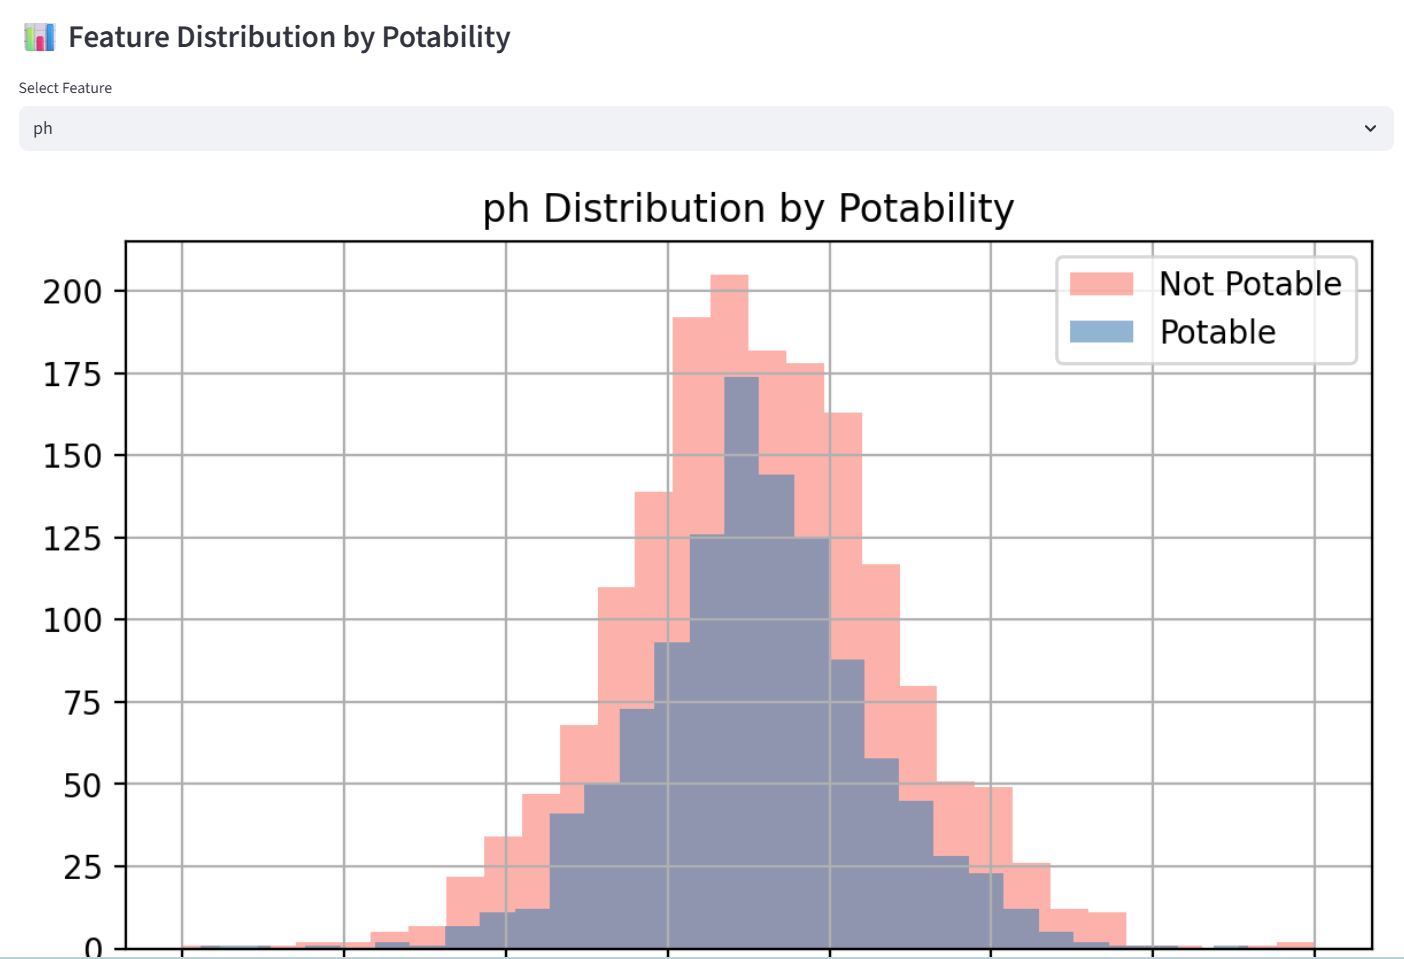 Feature Distribution by Potability
Select Feature
ph
ph Distribution by Potability
Not Potable
Potable
200
175
150
125
100
75
50
25
0